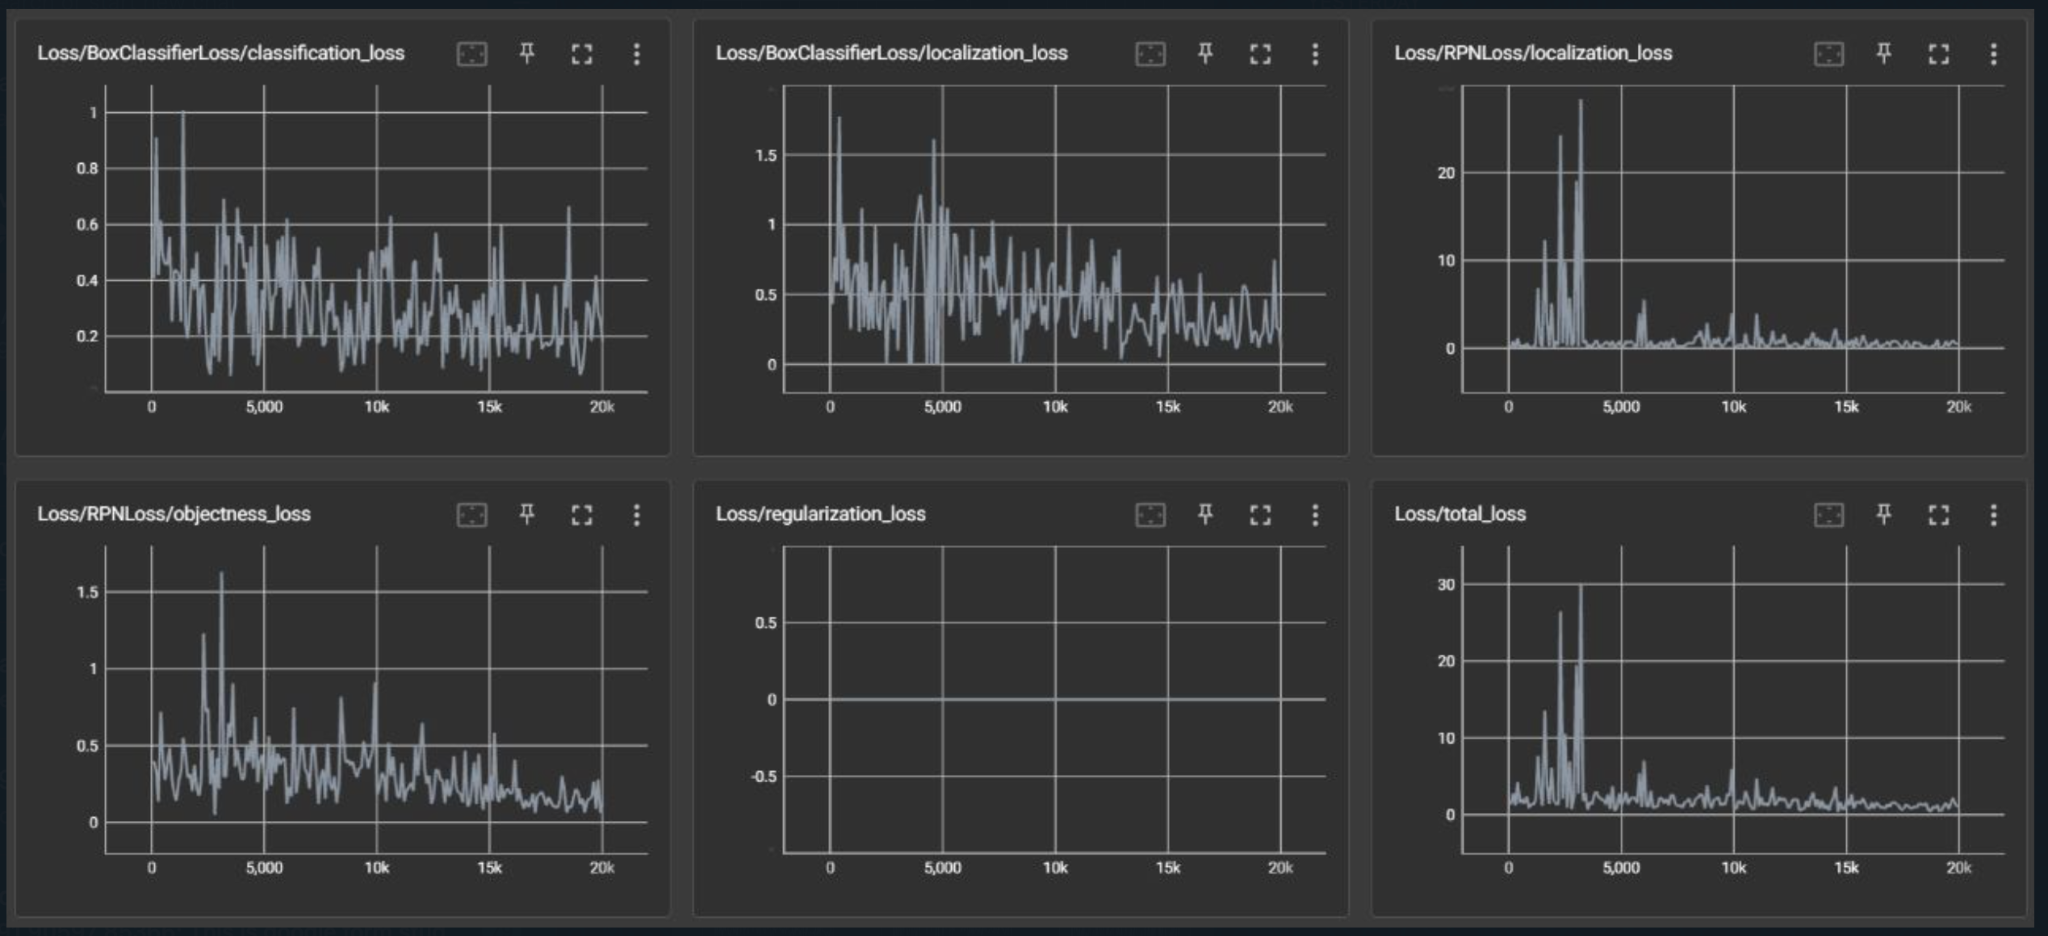 Loss/BoxClassifierLoss/classification_loss
1
0.8
0.6
0.4
0.2
0 5,000 10k 15k 20k
Loss/BoxClassifierLoss/localization_loss
1.5
1
0.5
0
0 5,000 10k 15k 20k
Loss/RPNLoss/localization_loss
20
10
0
0 5,000 10k 15k 20k
Loss/RPNLoss/objectness_loss
1.5
1
0.5
0
0 5,000 10k 15k 20k
Loss/regularization_loss
0.5
0
-0.5
0 5,000 10k 15k 20k
Loss/total_loss
30
20
10
0
0 5,000 10k 15k 20k